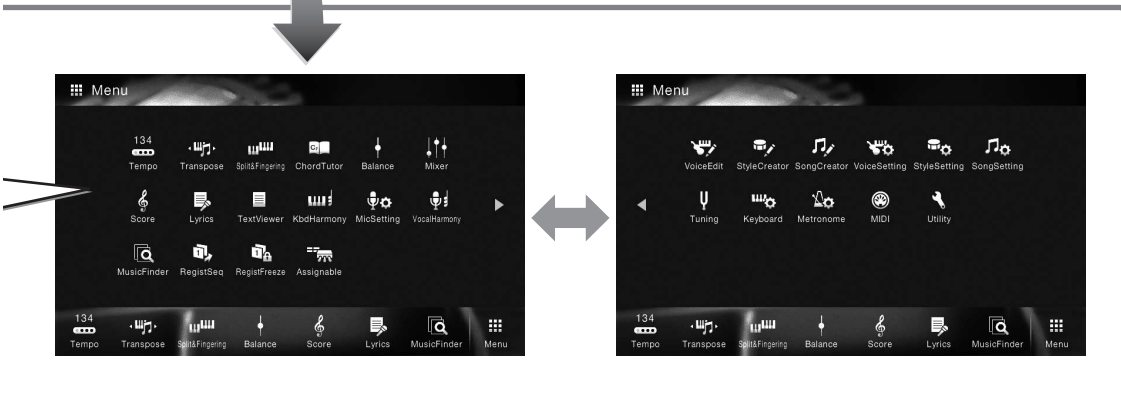 Menu
134
Tempo Transpose Split&Fingering ChordTutor Balance Mixer
Score Lyrics TextViewer KbdHarmony MicSetting VocalHarmony
MusicFinder RegistSeq RegistFreeze Assignable
134
Tempo Transpose Split&Fingering Balance Score Lyrics MusicFinder Menu
Menu
VoiceEdit StyleCreator SongCreator VoiceSetting StyleSetting SongSetting
Tuning Keyboard Metronome MIDI Utility
134
Tempo Transpose Split&Fingering Balance Score Lyrics MusicFinder Menu